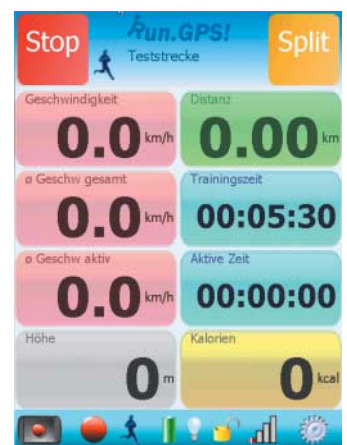 Stop
Run.GPS!
Split
Teststrecke
Geschwindigkeit
0.0 km/h
Distanz
0.00 km
ø Geschw gesamt
0.0 km/h
Trainingszeit
00:05:30
ø Geschw aktiv
0.0 km/h
Aktive Zeit
00:00:00
Höhe
0 m
Kalorien
0 kcal